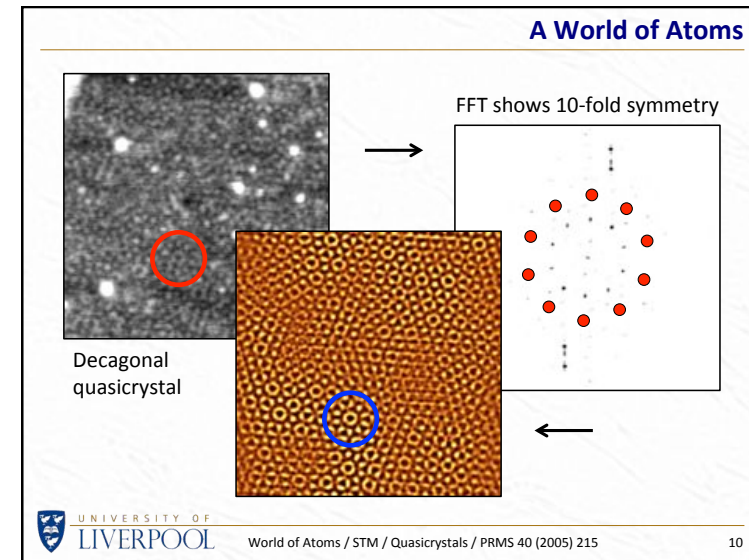 A World of Atoms
FFT shows 10-fold symmetry
Decagonal
quasicrystal
UNIVERSITY OF
LIVERPOOL
World of Atoms / STM / Quasicrystals / PRMS 40 (2005) 215
10